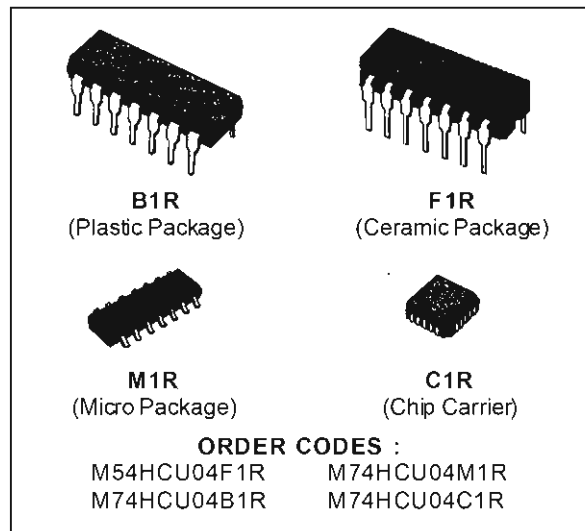 B1R
(Plastic Package)
F1R
(Ceramic Package)
M1R
(Micro Package)
C1R
(Chip Carrier)
ORDER CODES :
M54HCU04F1R M74HCU04M1R
M74HCU04B1R M74HCU04C1R